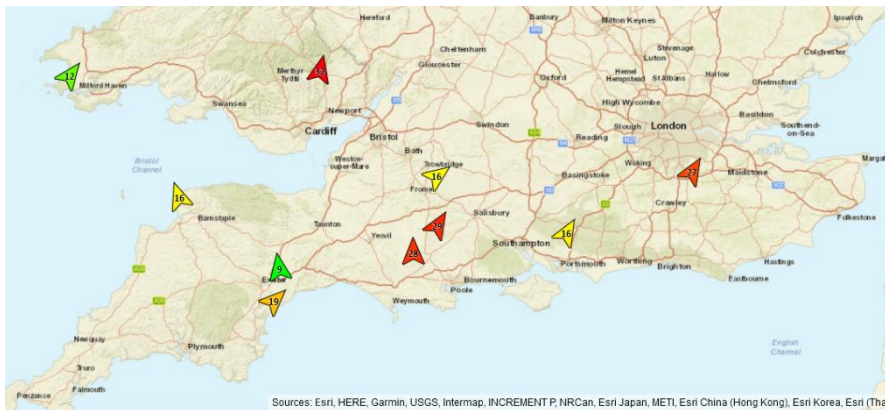 Hereford
Banbury
Milton Keynes
Ipswich
Cheltenham
Stevenage
Colchester
12
Merthyr
Tydfil
Gloucester
Luton
Milford Haven
Oxford
Hemel
Hempstead
St Albans
Harlow
Chelmsford
Swansea
Newport
High Wycombe
Basildon
Cardiff
Bristol
Swindon
Slough
London
Southend-
on-Sea
Reading
Bristol
Channel
Weston-
super-Mare
Bath
Trowbridge
Woking
27
Margat
16
Frome
Basingstoke
Maidstone
16
Barnstaple
Crawley
Taunton
Yeovil
29
Salisbury
16
Folkestone
28
Southampton
Portsmouth
Worthing
Brighton
Hastings
9
Exeter
Bournemouth
Eastbourne
19
Weymouth
Poole
Plymouth
Newquay
English
Channel
Truro
Falmouth
Penzance
Sources: Esri, HERE, Garmin, USGS, Intermap, INCREMENT P, NRCan, Esri Japan, METI, Esri China (Hong Kong), Esri Korea, Esri (Tha